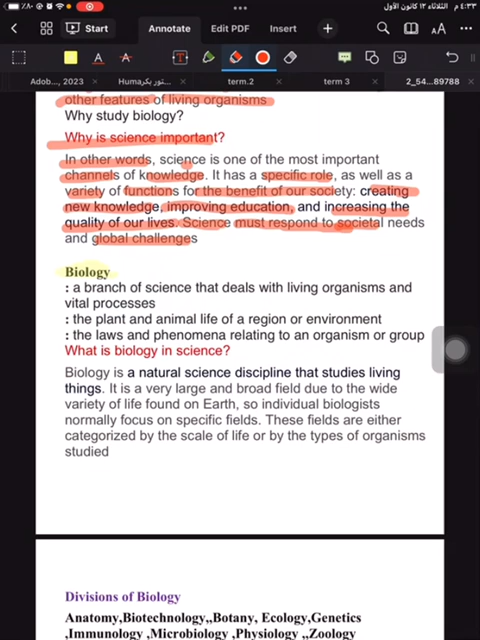 ٪٨٠ ٤:٣٣ م الثلاثاء ١٢ كانون الأول
Start Annotate Edit PDF Insert
Adob..., 2023 term.2 term 3 2_54...89788
other features of living organisms
Why study biology?
Why is science important?
In other words, science is one of the most important
channels of knowledge. It has a specific role, as well as a
variety of functions for the benefit of our society: creating
new knowledge, improving education, and increasing the
quality of our lives. Science must respond to societal needs
and global challenges
Biology
: a branch of science that deals with living organisms and
vital processes
: the plant and animal life of a region or environment
: the laws and phenomena relating to an organism or group
What is biology in science?
Biology is a natural science discipline that studies living
things. It is a very large and broad field due to the wide
variety of life found on Earth, so individual biologists
normally focus on specific fields. These fields are either
categorized by the scale of life or by the types of organisms
studied
Divisions of Biology
Anatomy,Biotechnology,,Botany, Ecology,Genetics
,Immunology ,Microbiology ,Physiology ,,Zoology